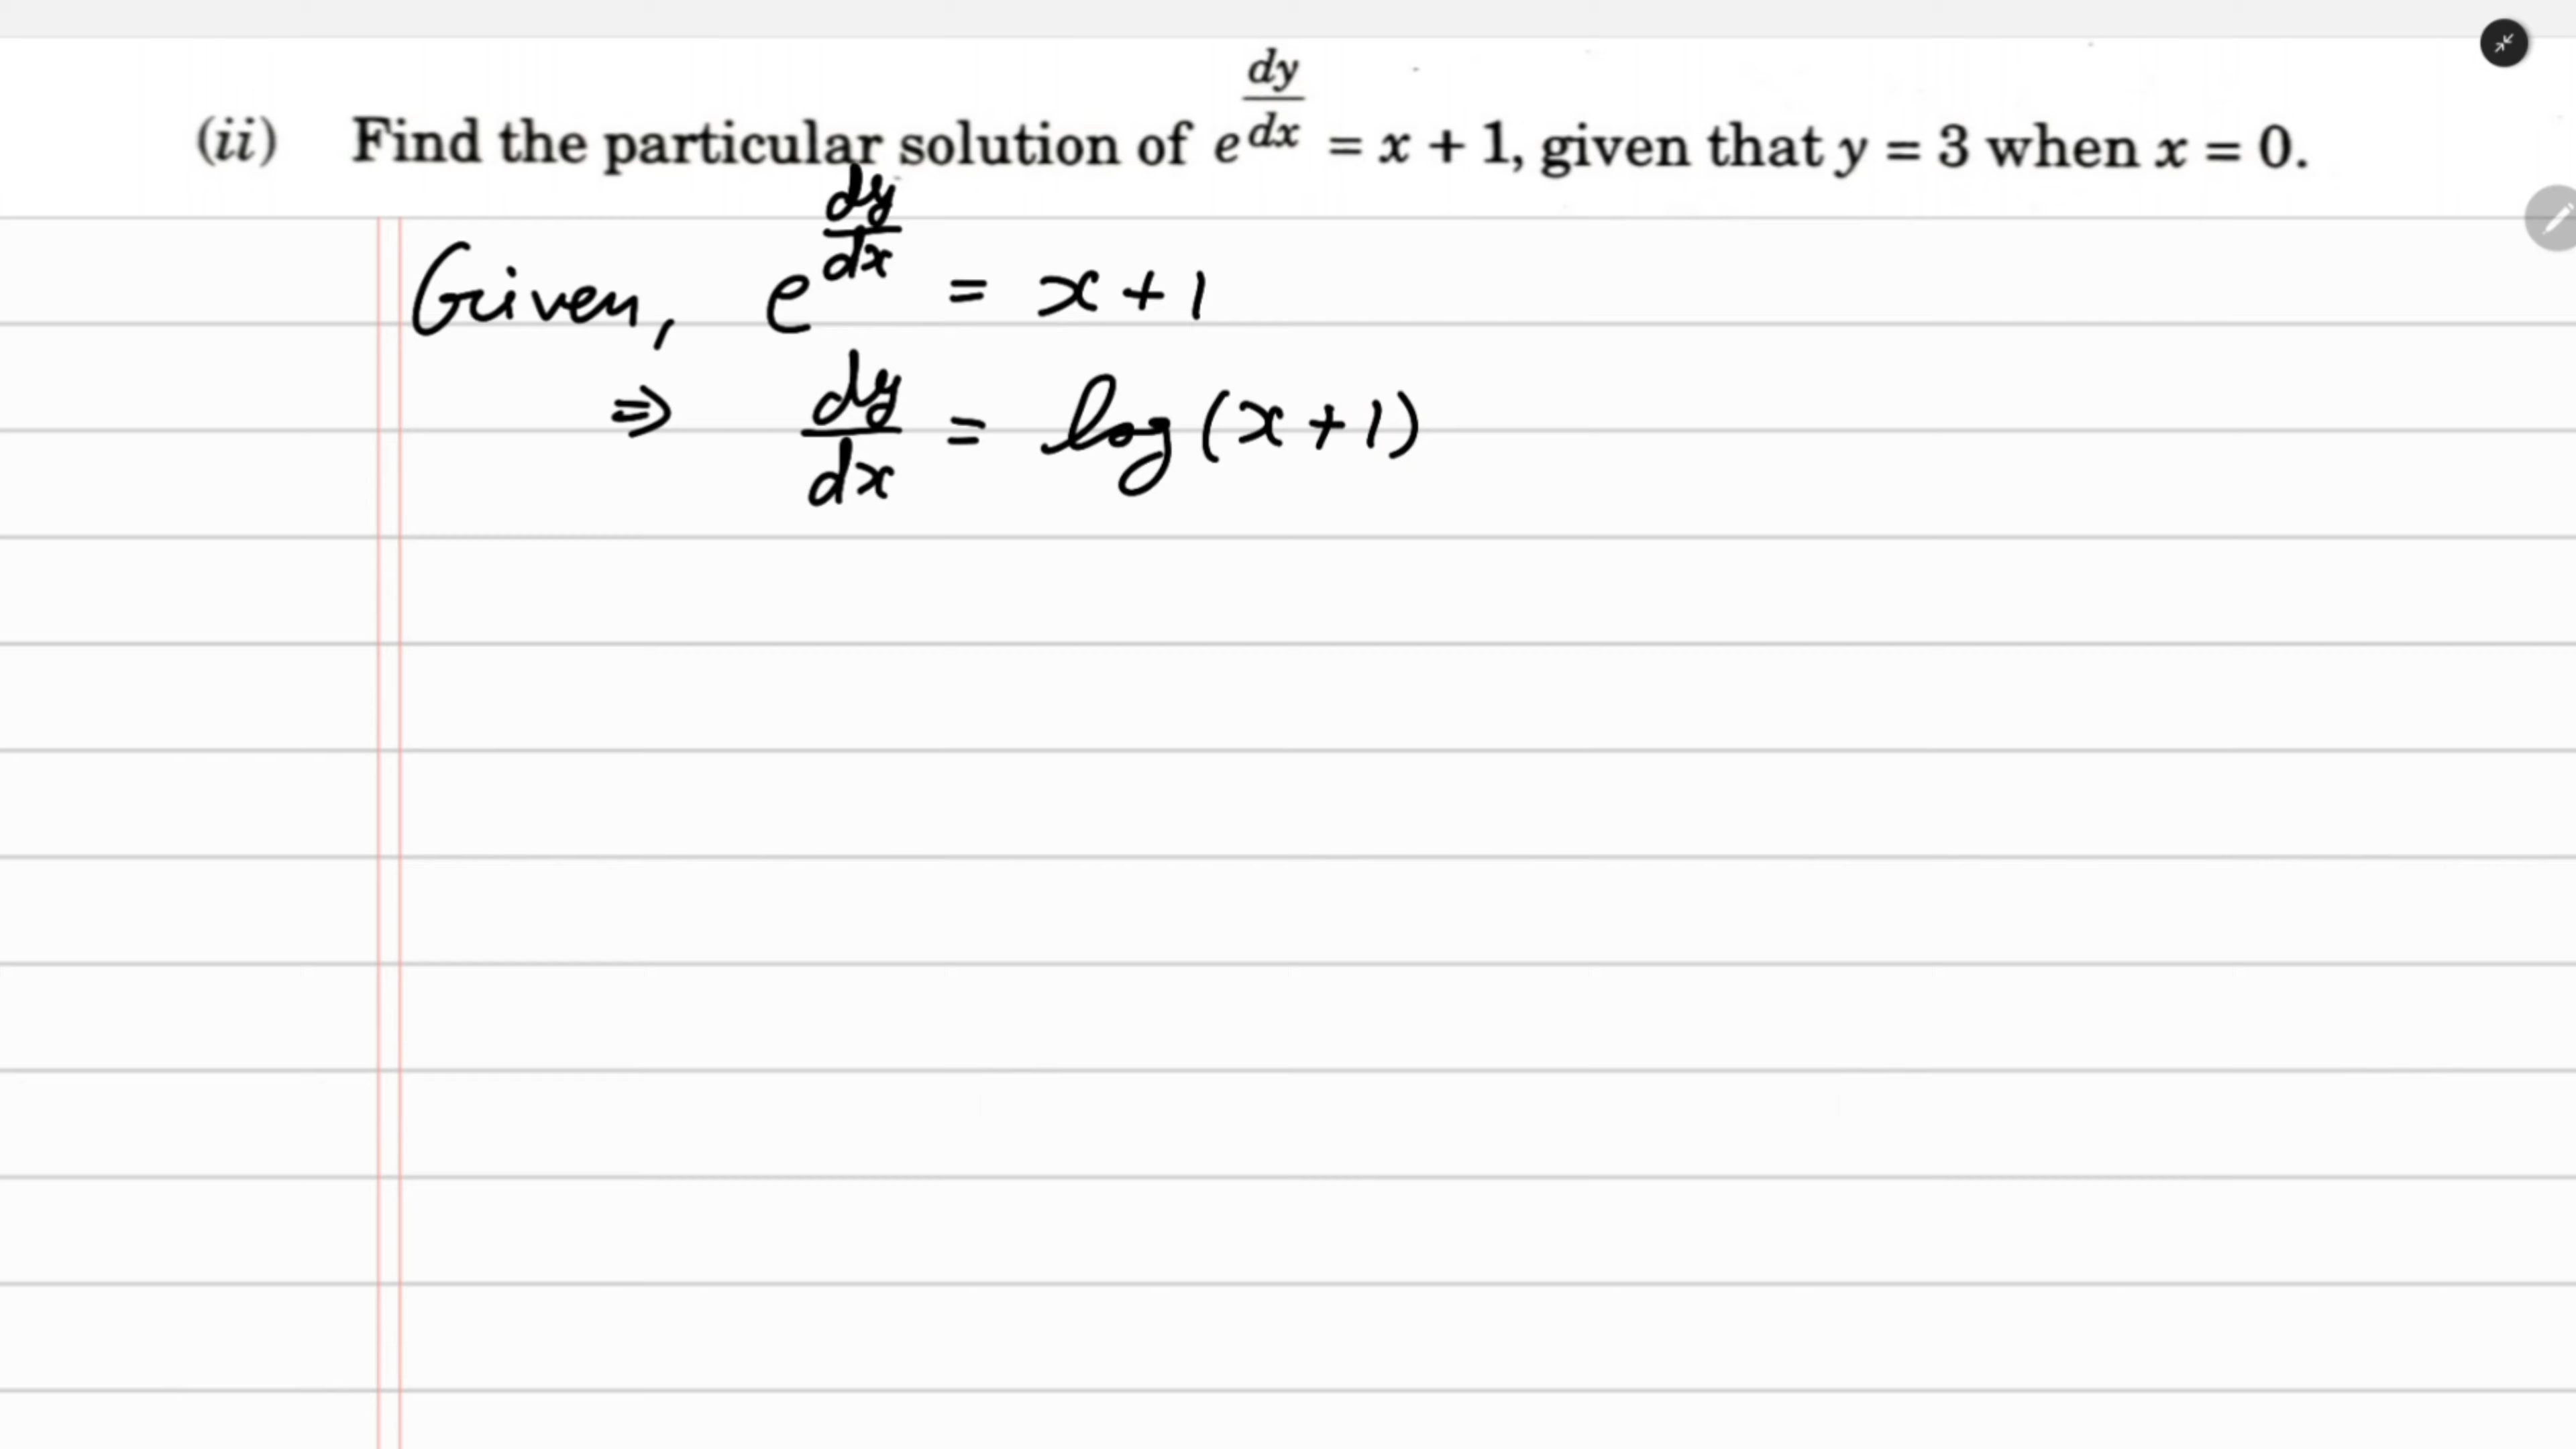 (ii) Find the particular solution of e^{dy/dx} = x + 1, given that y = 3 when x = 0.
Given, e^{dy/dx} = x + 1
⇒ dy/dx = log(x + 1)